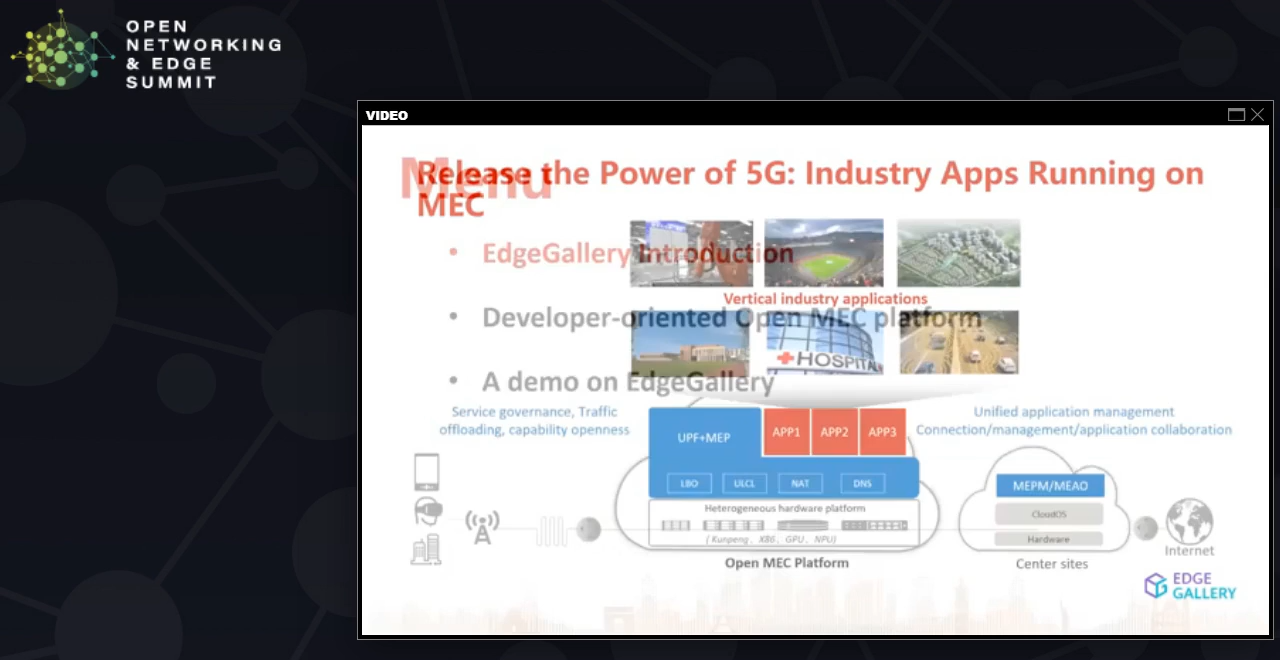 OPEN
NETWORKING
& EDGE
SUMMIT
VIDEO
Menu
Release the Power of 5G: Industry Apps Running on
MEC
• EdgeGallery Introduction
Vertical industry applications
• Developer-oriented Open MEC platform
HOSPITAL
• A demo on EdgeGallery
Service governance, Traffic
offloading, capability openness
Unified application management
Connection/management/application collaboration
UPF+MEP
APP1
APP2
APP3
LBO
ULCL
NAT
DNS
MEPM/MEAO
CloudOS
Hardware
Heterogeneous hardware platform
( Kunpeng、X86、GPU、NPU)
Open MEC Platform
Center sites
Internet
EDGE
GALLERY